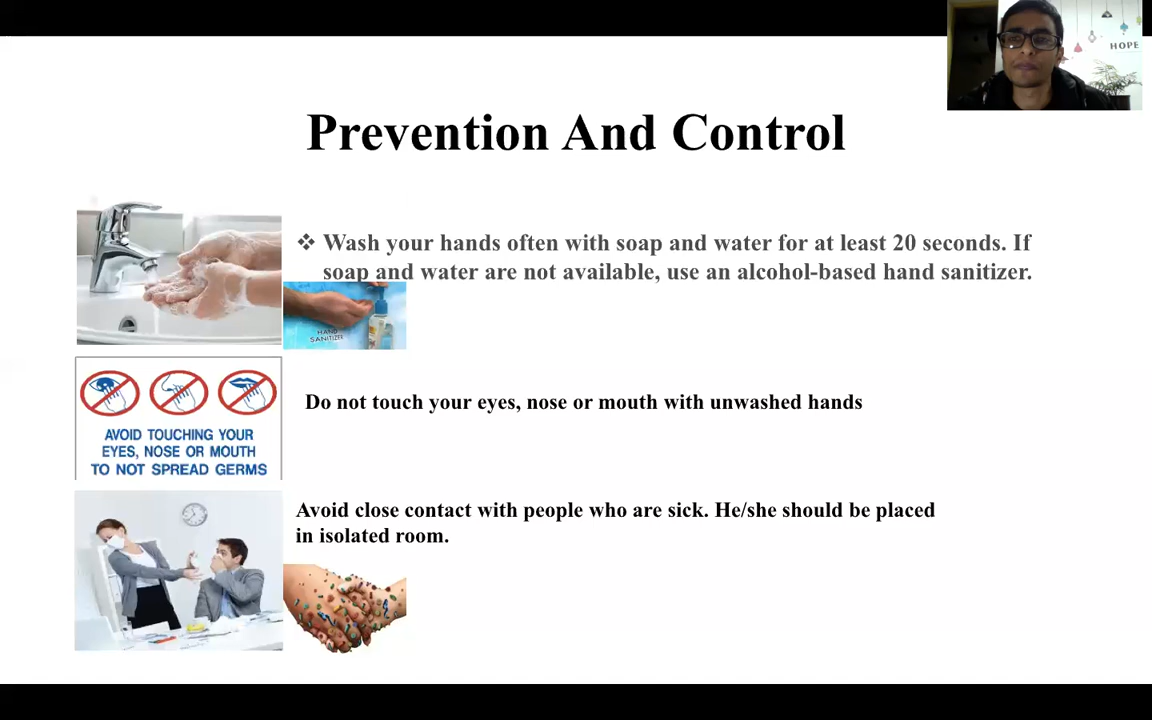 HOPE
Prevention And Control
❖ Wash your hands often with soap and water for at least 20 seconds. If
soap and water are not available, use an alcohol-based hand sanitizer.
HAND
SANITIZER
AVOID TOUCHING YOUR
EYES, NOSE OR MOUTH
TO NOT SPREAD GERMS
Do not touch your eyes, nose or mouth with unwashed hands
Avoid close contact with people who are sick. He/she should be placed
in isolated room.